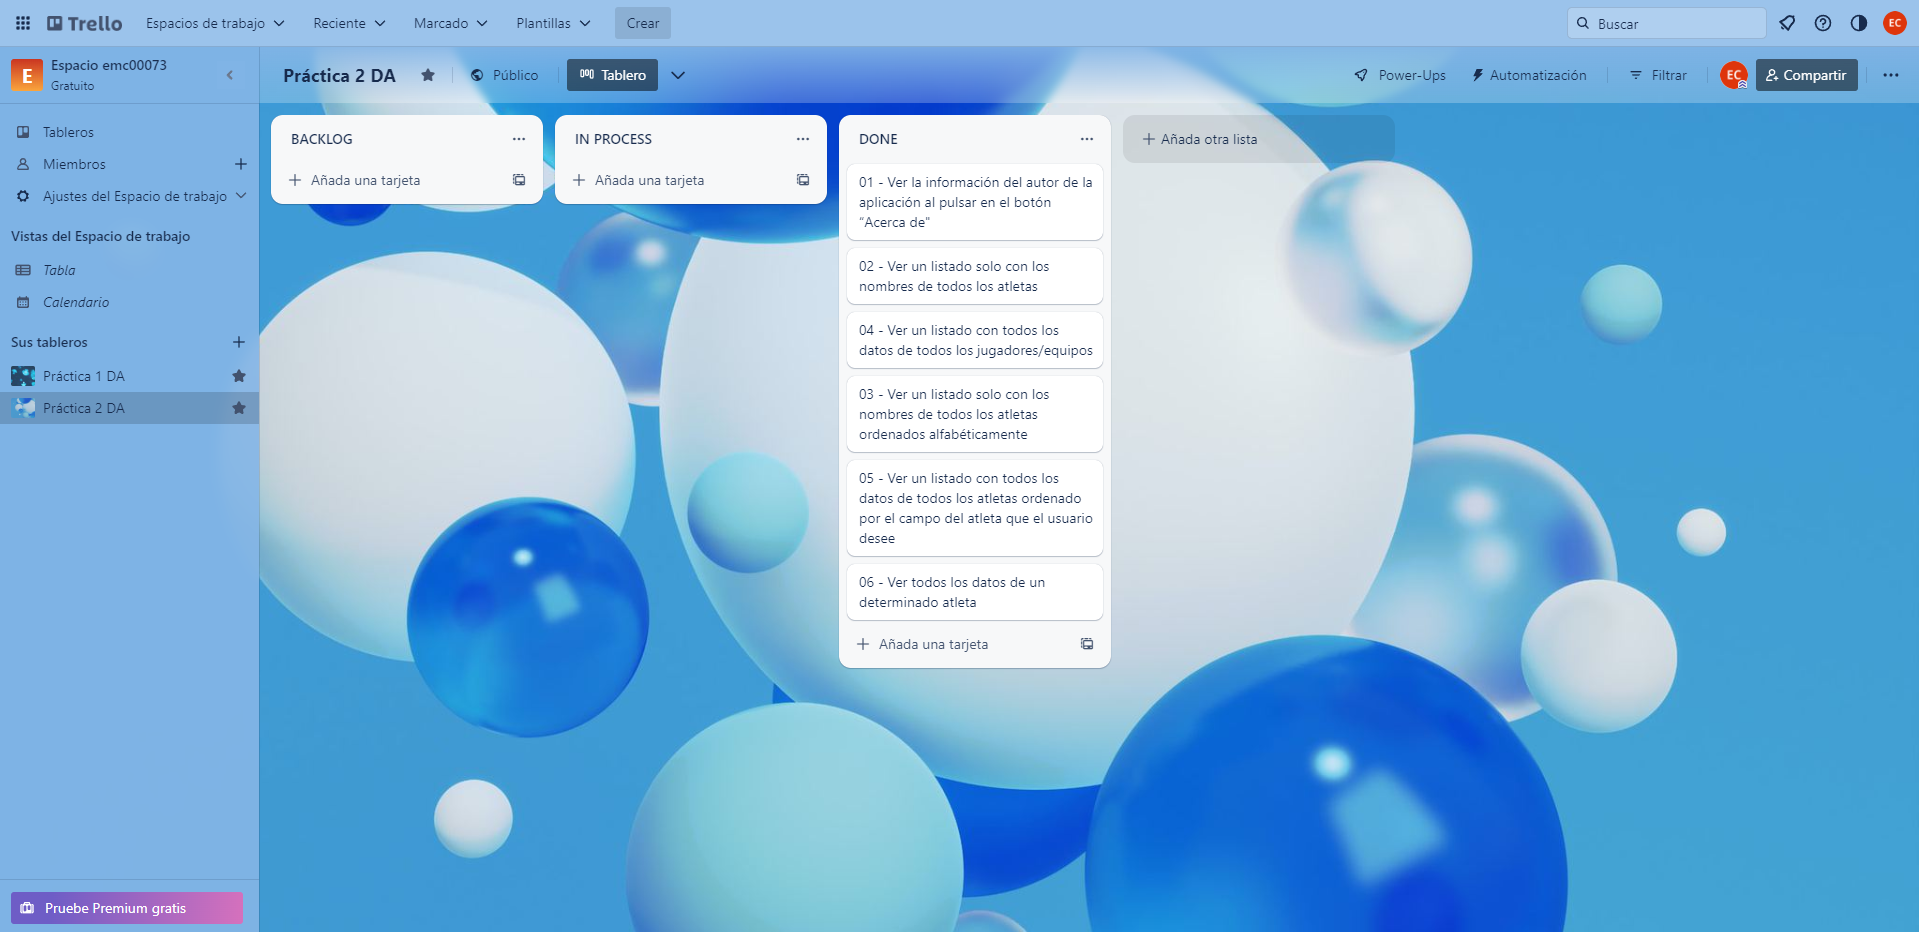 Trello
Espacios de trabajo
Reciente
Marcado
Plantillas
Crear
Buscar
EC
E
Espacio emc00073
Gratuito
Práctica 2 DA
Público
Tablero
Power-Ups
Automatización
Filtrar
EC
Compartir
Tableros
Miembros
Ajustes del Espacio de trabajo
Vistas del Espacio de trabajo
Tabla
Calendario
Sus tableros
Práctica 1 DA
Práctica 2 DA
Pruebe Premium gratis
BACKLOG
Añada una tarjeta
IN PROCESS
Añada una tarjeta
DONE
01 - Ver la información del autor de la
aplicación al pulsar en el botón
“Acerca de"
02 - Ver un listado solo con los
nombres de todos los atletas
04 - Ver un listado con todos los
datos de todos los jugadores/equipos
03 - Ver un listado solo con los
nombres de todos los atletas
ordenados alfabéticamente
05 - Ver un listado con todos los
datos de todos los atletas ordenado
por el campo del atleta que el usuario
desee
06 - Ver todos los datos de un
determinado atleta
Añada una tarjeta
Añada otra lista